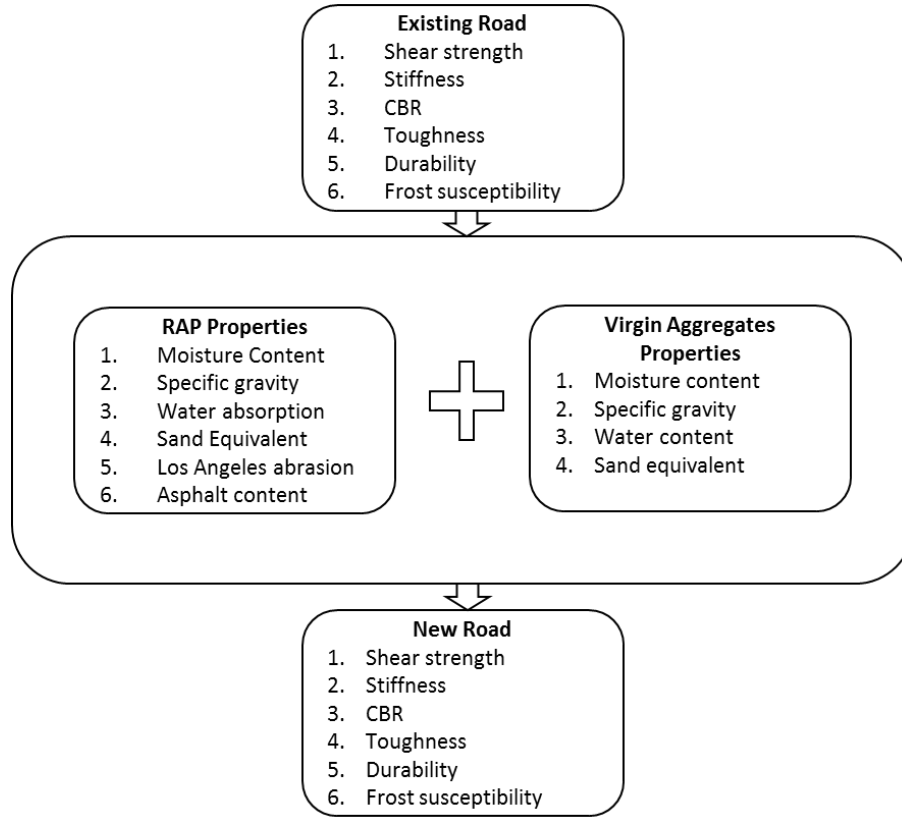 Existing Road
1. Shear strength
2. Stiffness
3. CBR
4. Toughness
5. Durability
6. Frost susceptibility
RAP Properties
1. Moisture Content
2. Specific gravity
3. Water absorption
4. Sand Equivalent
5. Los Angeles abrasion
6. Asphalt content
Virgin Aggregates
Properties
1. Moisture content
2. Specific gravity
3. Water content
4. Sand equivalent
New Road
1. Shear strength
2. Stiffness
3. CBR
4. Toughness
5. Durability
6. Frost susceptibility